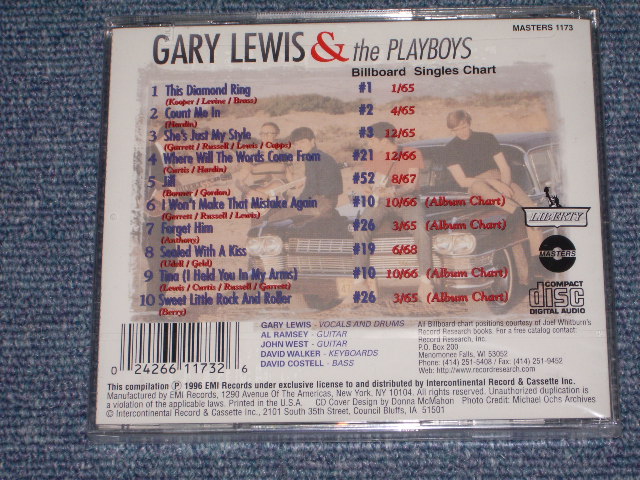 MASTERS 1173
GARY LEWIS & the PLAYBOYS
Billboard Singles Chart
1 This Diamond Ring #1 1/65
(Kooper / Levine / Brass)
2 Count Me In #2 4/65
(Hardin)
3 She's Just My Style #3 12/65
(Garrett / Russell / Lewis / Capps)
4 Where Will The Words Come From #21 12/66
(Curtis / Hardin)
5 Jill #52 8/67
(Bonner / Gordon)
6 I Won't Make That Mistake Again #10 10/66 (Album Chart)
(Garrett / Russell / Lewis)
7 Forget Him #26 3/65 (Album Chart)
(Anthony)
8 Sealed With A Kiss #19 6/68
(Udell / Geld)
9 Tina (I Held You In My Arms) #10 10/66 (Album Chart)
(Lewis / Curtis / Russell / Garrett)
10 Sweet Little Rock And Roller #26 3/65 (Album Chart)
(Berry)
LIBERTY
MASTERS
COMPACT
disc
DIGITAL AUDIO
GARY LEWIS - VOCALS AND DRUMS
AL RAMSEY - GUITAR
JOHN WEST - GUITAR
DAVID WALKER - KEYBOARDS
DAVID COSTELL - BASS
All Billboard chart positions courtesy of Joel Whitburn's
Record Research books. For a free catalog contact:
Record Research, Inc.
P.O. Box 200
Menomonee Falls, WI 53052
Phone: (414) 251-5408 / Fax: (414) 251-9452
Web: http://www.recordresearch.com
0 24266 11732 6
This compilation ℗ 1996 EMI Records under exclusive license to and distributed by Intercontinental Record & Cassette Inc.
Manufactured by EMI Records, 1290 Avenue Of The Americas, New York, NY 10104. All rights reserved. Unauthorized duplication is
a violation of the applicable laws. Printed in the U.S.A. CD Cover Design by Donna McMahon Photo Credit: Michael Ochs Archives
© Intercontinental Record & Cassette Inc., 2101 South 35th Street, Council Bluffs, IA 51501